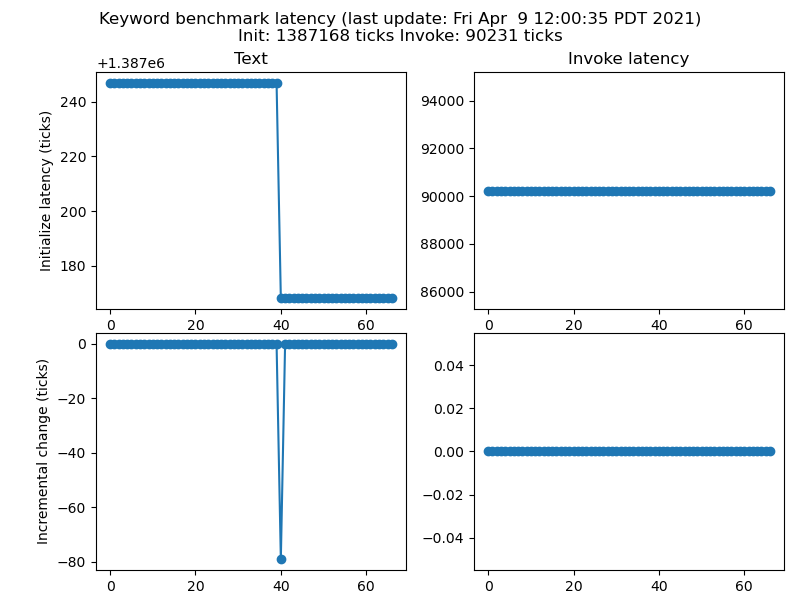 Keyword benchmark latency (last update: Fri Apr  9 12:00:35 PDT 2021)
Init: 1387168 ticks Invoke: 90231 ticks
Text
+1.387e6
240
220
200
180
0 20 40 60
Initialize latency (ticks)
Invoke latency
94000
92000
90000
88000
86000
0 20 40 60
0
−20
−40
−60
−80
0 20 40 60
Incremental change (ticks)
0.04
0.02
0.00
−0.02
−0.04
0 20 40 60